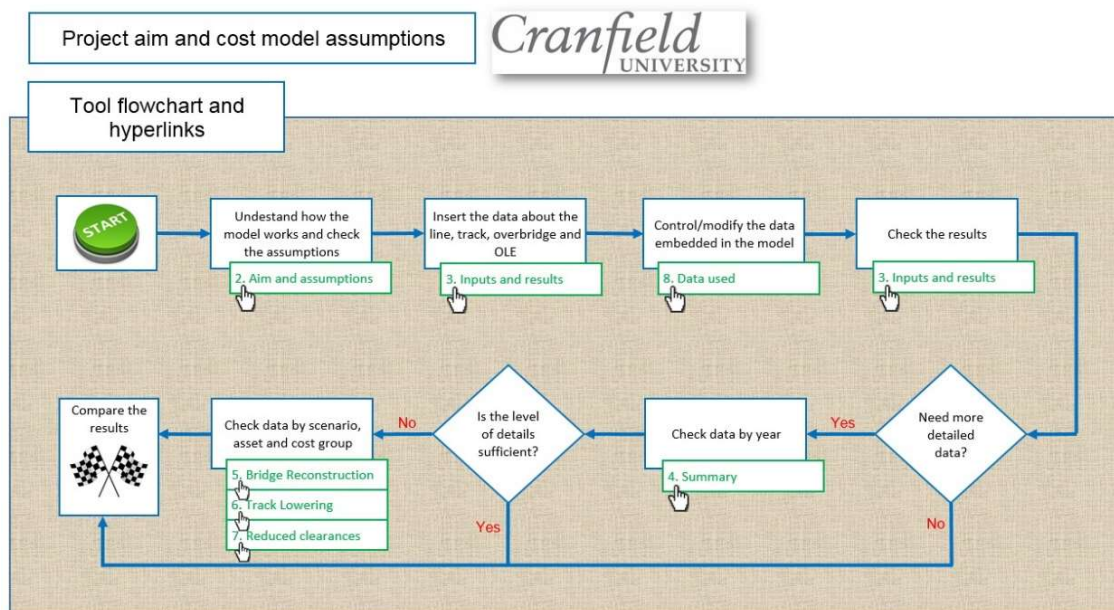 Project aim and cost model assumptions
Cranfield
UNIVERSITY
Tool flowchart and
hyperlinks
START
Undestand how the
model works and check
the assumptions
2. Aim and assumptions
Insert the data about the
line, track, overbridge and
OLE
3. Inputs and results
Control/modify the data
embedded in the model
8. Data used
Check the results
3. Inputs and results
Need more
detailed
data?
Yes
No
Check data by year
4. Summary
Is the level
of details
sufficient?
No
Yes
Check data by scenario,
asset and cost group
5. Bridge Reconstruction
6. Track Lowering
7. Reduced clearances
Compare the
results